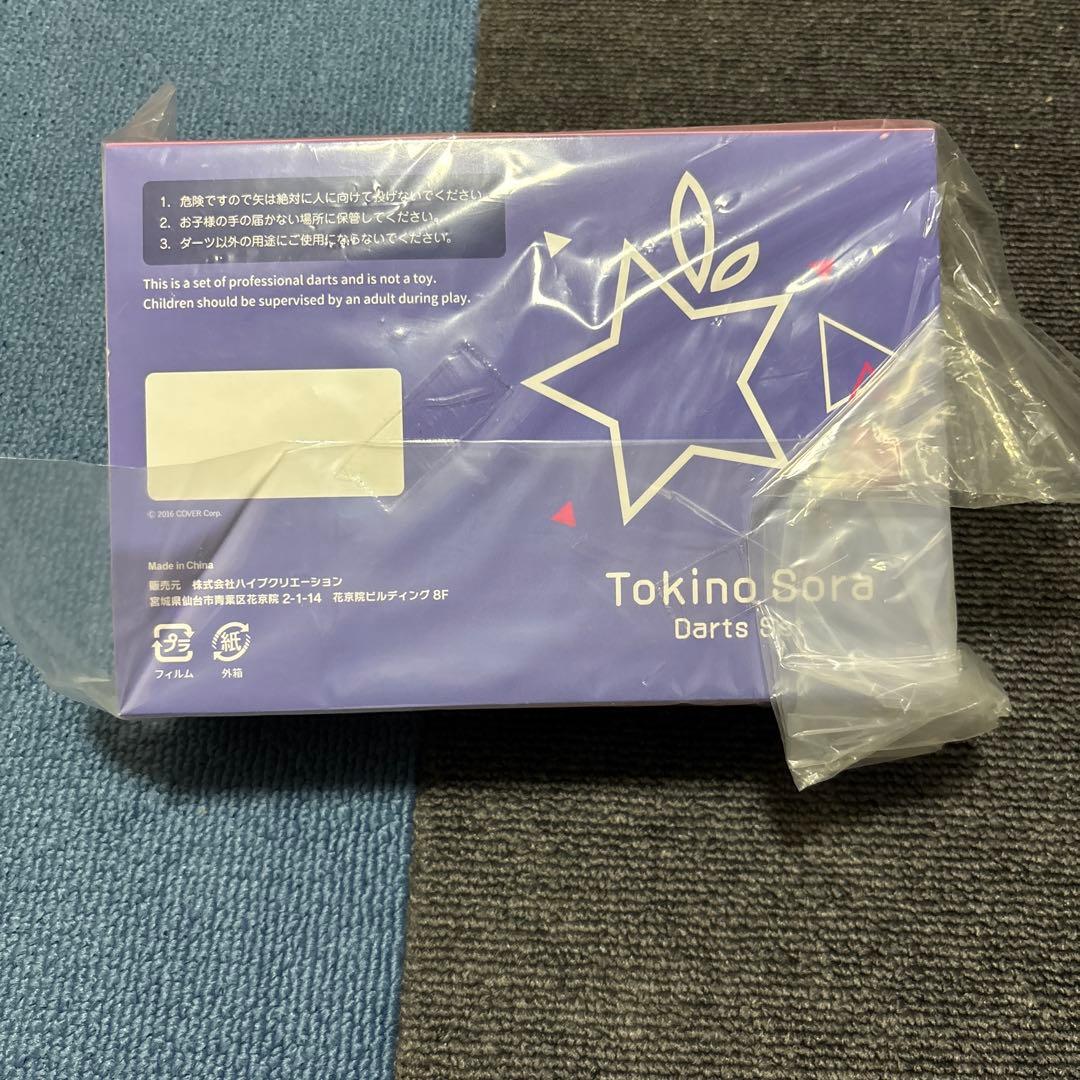 1. 危険ですので矢は絶対に人に向けて投げないでください。
2. お子様の手の届かない場所に保管してください。
3. ダーツ以外の用途にご使用にならないでください。
This is a set of professional darts and is not a toy.
Children should be supervised by an adult during play.
© 2016 COVER Corp.
Made in China
販売元 株式会社ハイブクリエーション
宮城県仙台市青葉区花京院 2-1-14 花京院ビルディング 8F
プラ 紙
フィルム 外箱
Tokino Sora
Darts